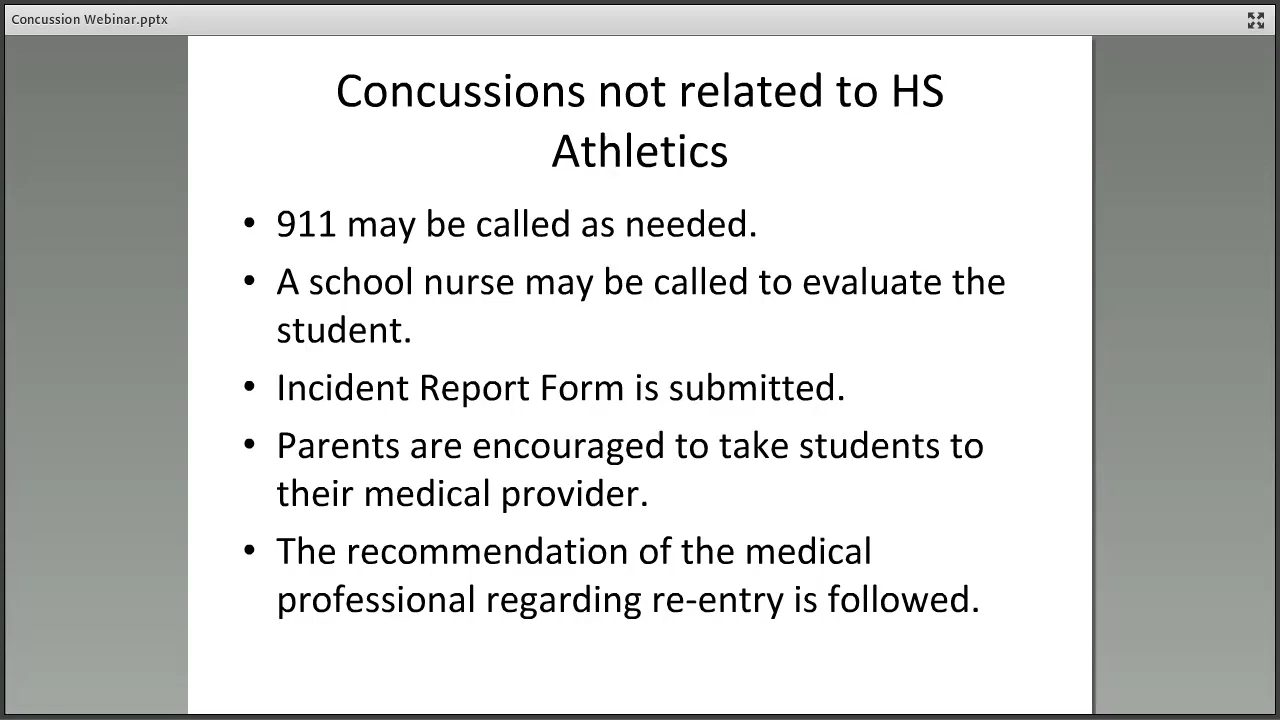 Concussion Webinar.pptx
Concussions not related to HS
Athletics
• 911 may be called as needed.
• A school nurse may be called to evaluate the
student.
• Incident Report Form is submitted.
• Parents are encouraged to take students to
their medical provider.
• The recommendation of the medical
professional regarding re-entry is followed.